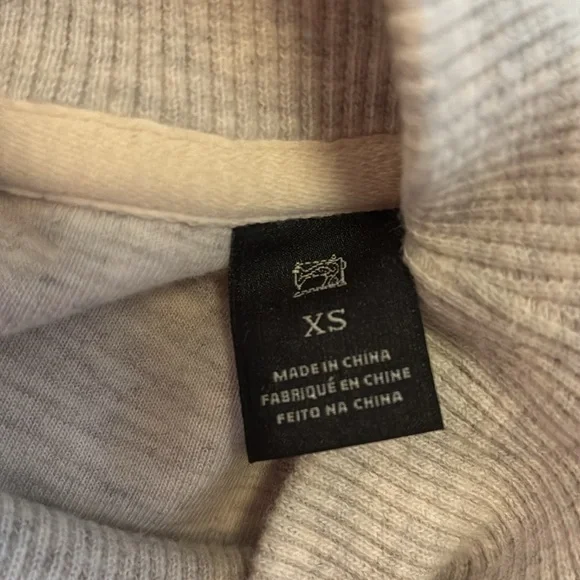 XS
MADE IN CHINA
FABRIQUÉ EN CHINE
FEITO NA CHINA